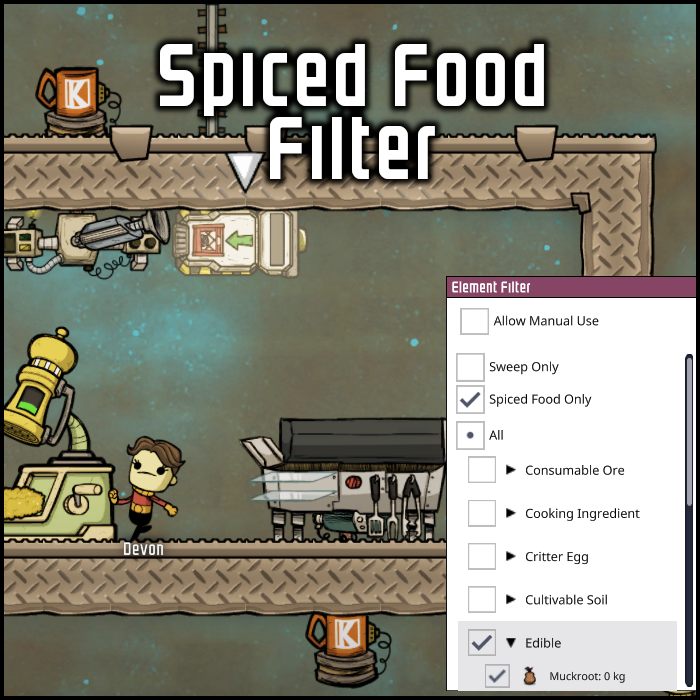 Spiced Food
Filter
K
Element Filter
Allow Manual Use
Sweep Only
Spiced Food Only
All
Consumable Ore
Cooking Ingredient
Critter Egg
Cultivable Soil
Edible
Muckroot: 0 kg
Devon
K